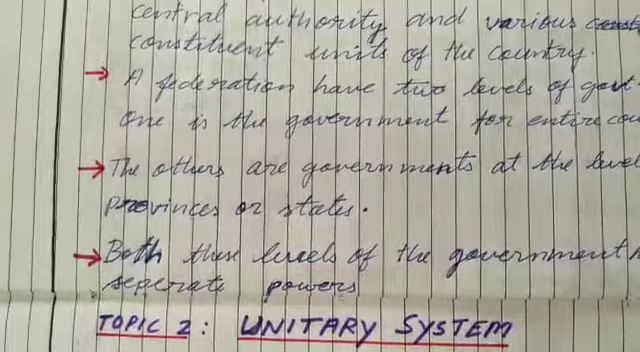 central authority and various
constituent units of the country.
→ A federation have two levels of govt.
one is the government for entire
→ The others are governments at the level
provinces or states.
→ Both these levels of the government
seperate powers
TOPIC 2: UNITARY SYSTEM